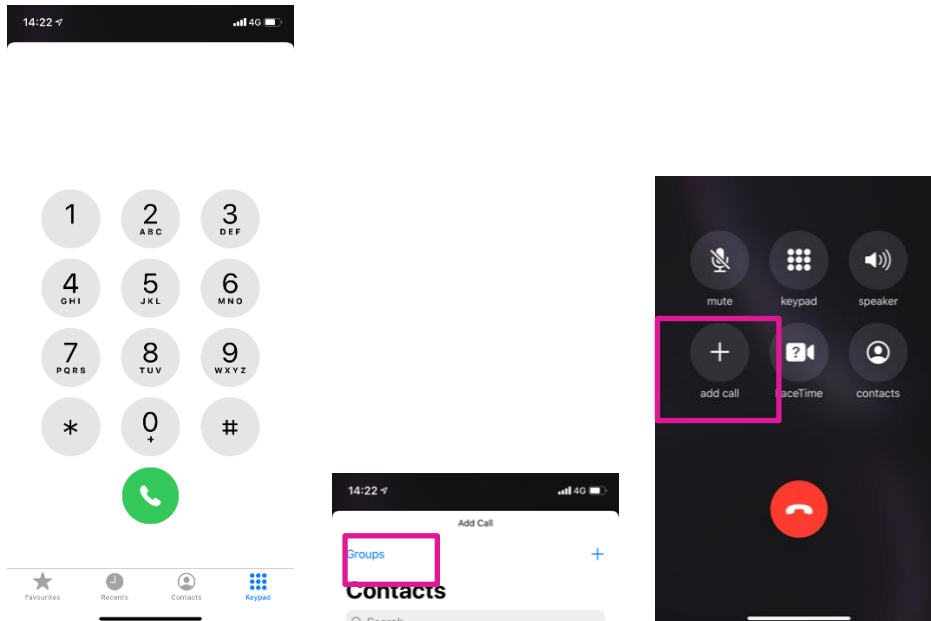 14:22
4G
1
2
ABC
3
DEF
4
GHI
5
JKL
6
MNO
7
PQRS
8
TUV
9
WXYZ
*
0
+
#
Favourites
Recents
Contacts
Keypad
14:22
4G
Add Call
Groups
+
Contacts
Search
mute
keypad
speaker
add call
FaceTime
contacts